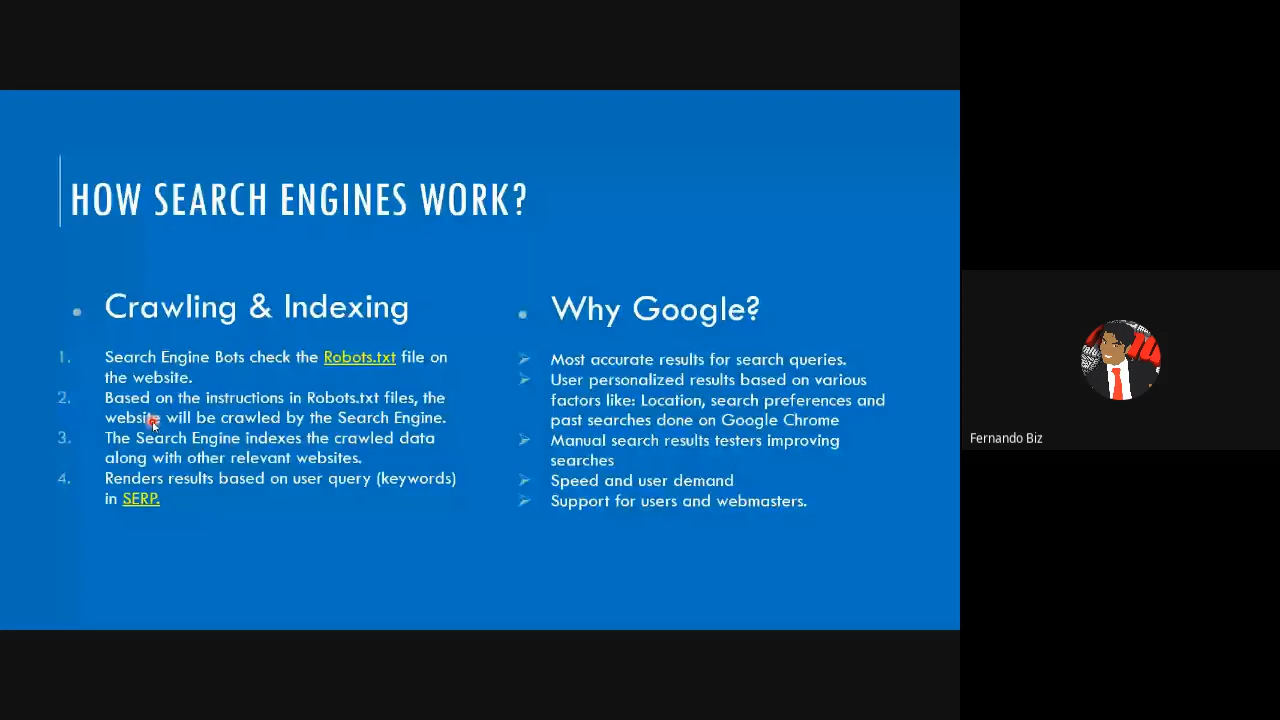 HOW SEARCH ENGINES WORK?
• Crawling & Indexing
1. Search Engine Bots check the Robots.txt file on
the website.
2. Based on the instructions in Robots.txt files, the
website will be crawled by the Search Engine.
3. The Search Engine indexes the crawled data
along with other relevant websites.
4. Renders results based on user query (keywords)
in SERP.
• Why Google?
➢ Most accurate results for search queries.
➢ User personalized results based on various
factors like: Location, search preferences and
past searches done on Google Chrome
➢ Manual search results testers improving
searches
➢ Speed and user demand
➢ Support for users and webmasters.
Fernando Biz